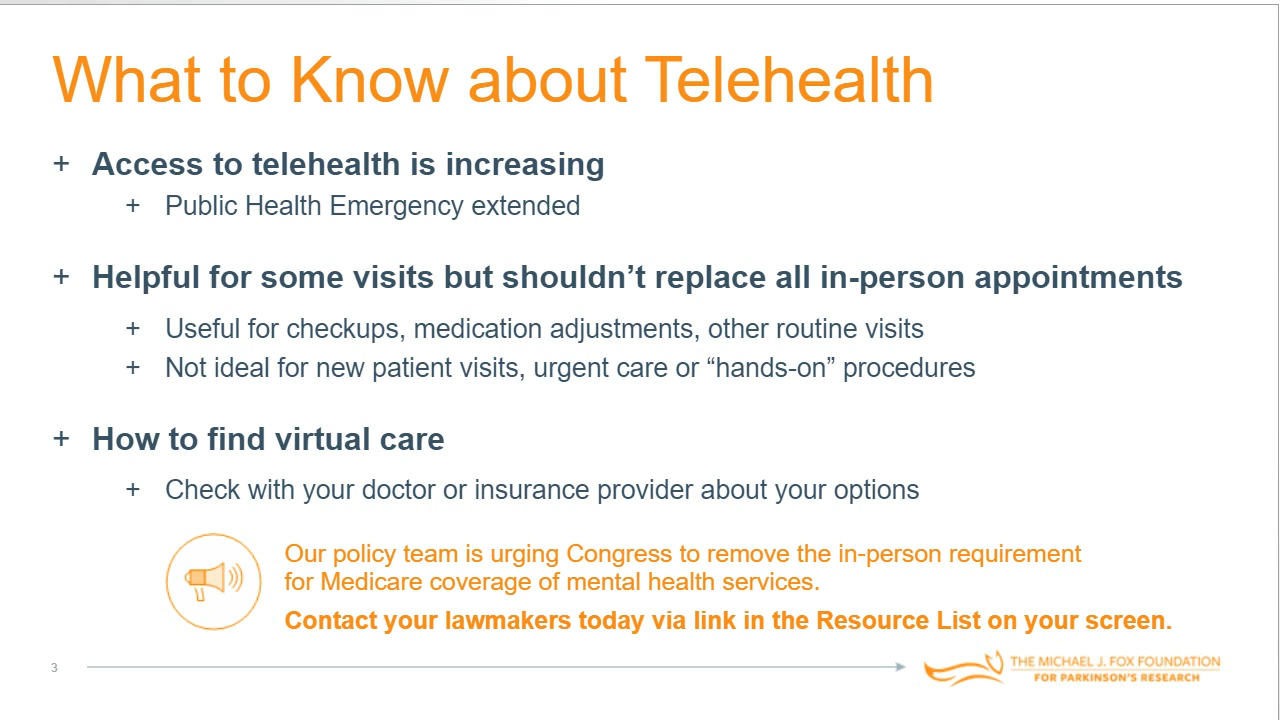 What to Know about Telehealth
+ Access to telehealth is increasing
+ Public Health Emergency extended
+ Helpful for some visits but shouldn’t replace all in-person appointments
+ Useful for checkups, medication adjustments, other routine visits
+ Not ideal for new patient visits, urgent care or “hands-on” procedures
+ How to find virtual care
+ Check with your doctor or insurance provider about your options
Our policy team is urging Congress to remove the in-person requirement
for Medicare coverage of mental health services.
Contact your lawmakers today via link in the Resource List on your screen.
3
THE MICHAEL J. FOX FOUNDATION
FOR PARKINSON'S RESEARCH